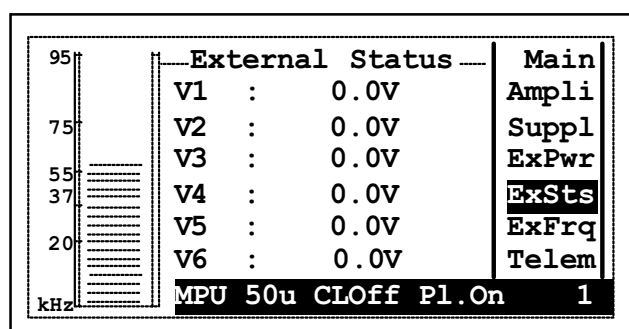 95
75
55
37
20
kHz
External Status
V1 : 0.0V
V2 : 0.0V
V3 : 0.0V
V4 : 0.0V
V5 : 0.0V
V6 : 0.0V
Main
Ampli
Suppl
ExPwr
ExSts
ExFrq
Telem
MPU 50u CLOff Pl.On 1